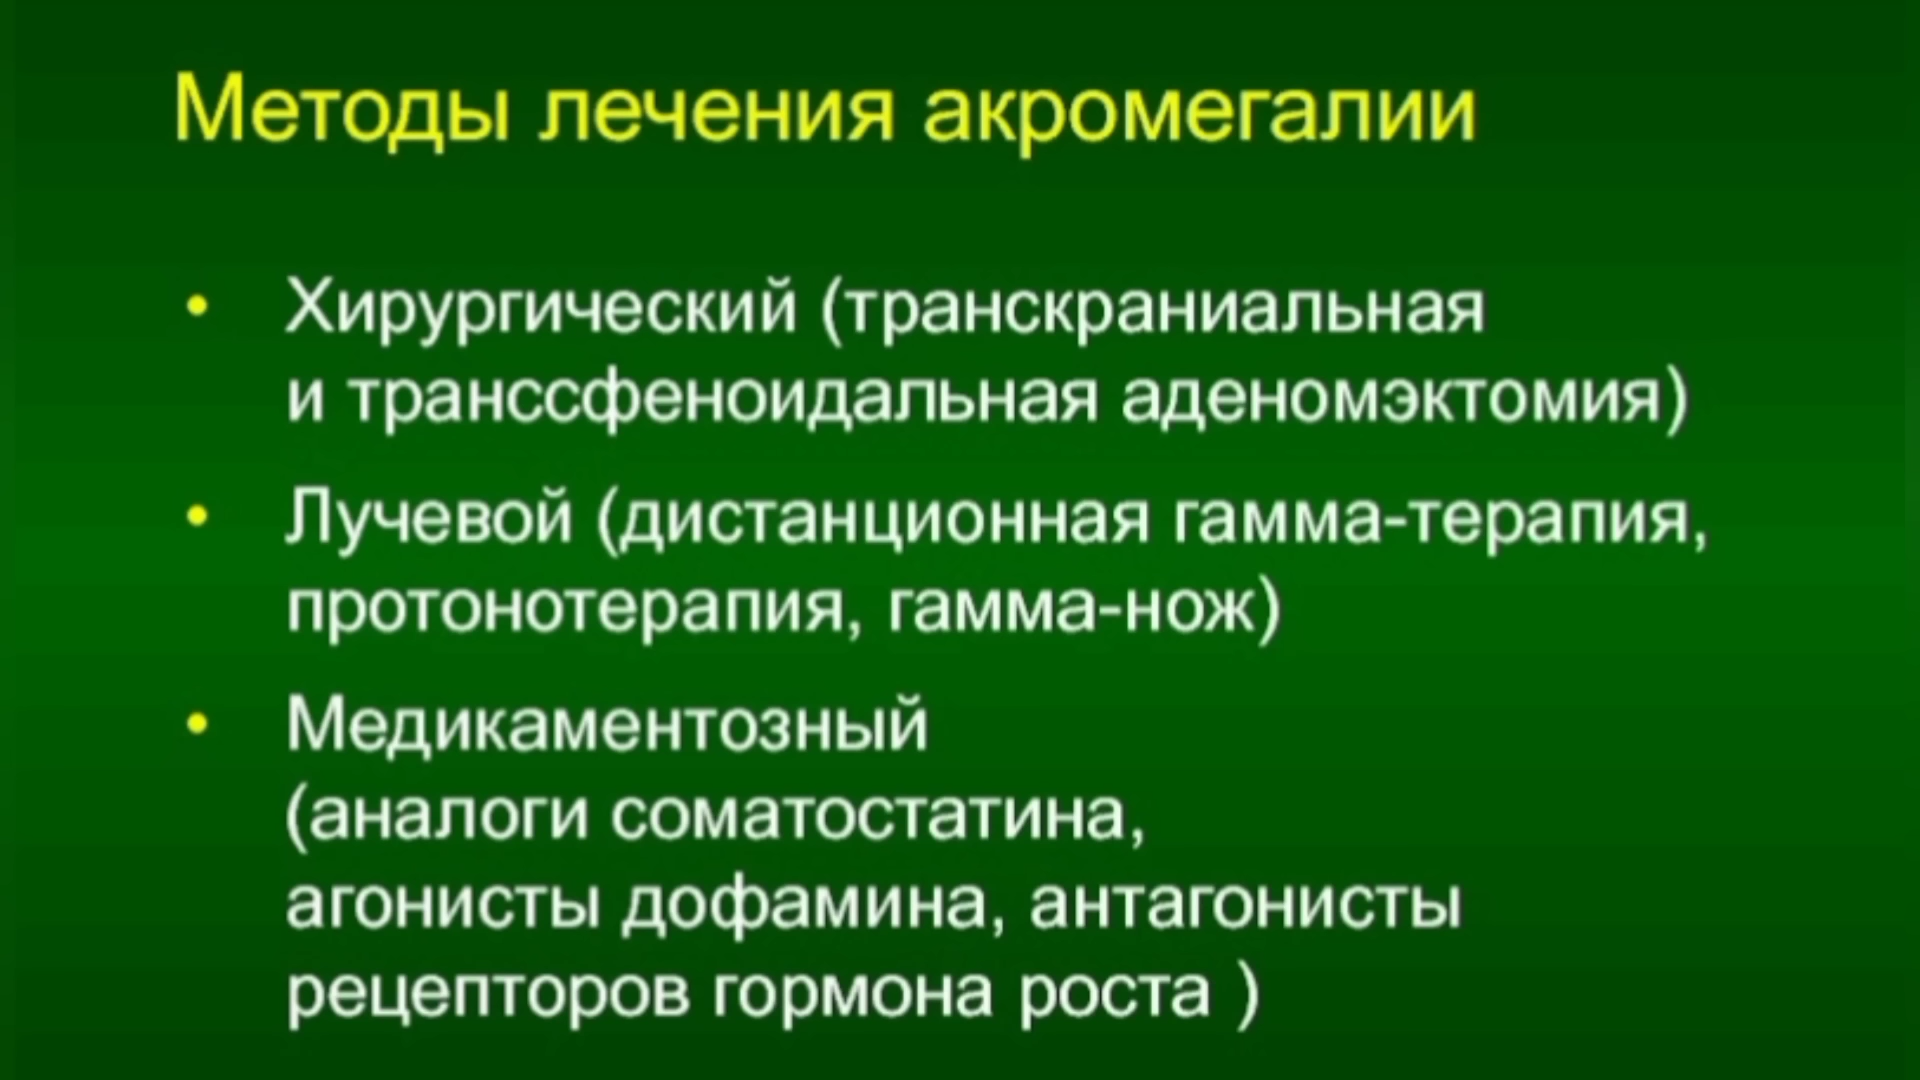 Методы лечения акромегалии
• Хирургический (транскраниальная
и транссфеноидальная аденомэктомия)
• Лучевой (дистанционная гамма-терапия,
протонотерапия, гамма-нож)
• Медикаментозный
(аналоги соматостатина,
агонисты дофамина, антагонисты
рецепторов гормона роста )